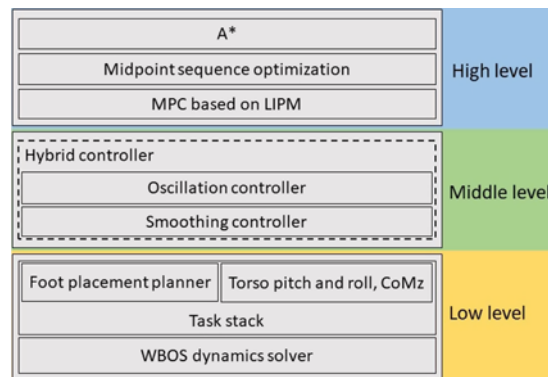 A*
Midpoint sequence optimization
MPC based on LIPM
High level
Hybrid controller
Oscillation controller
Smoothing controller
Middle level
Foot placement planner
Torso pitch and roll, CoMz
Task stack
WBOS dynamics solver
Low level